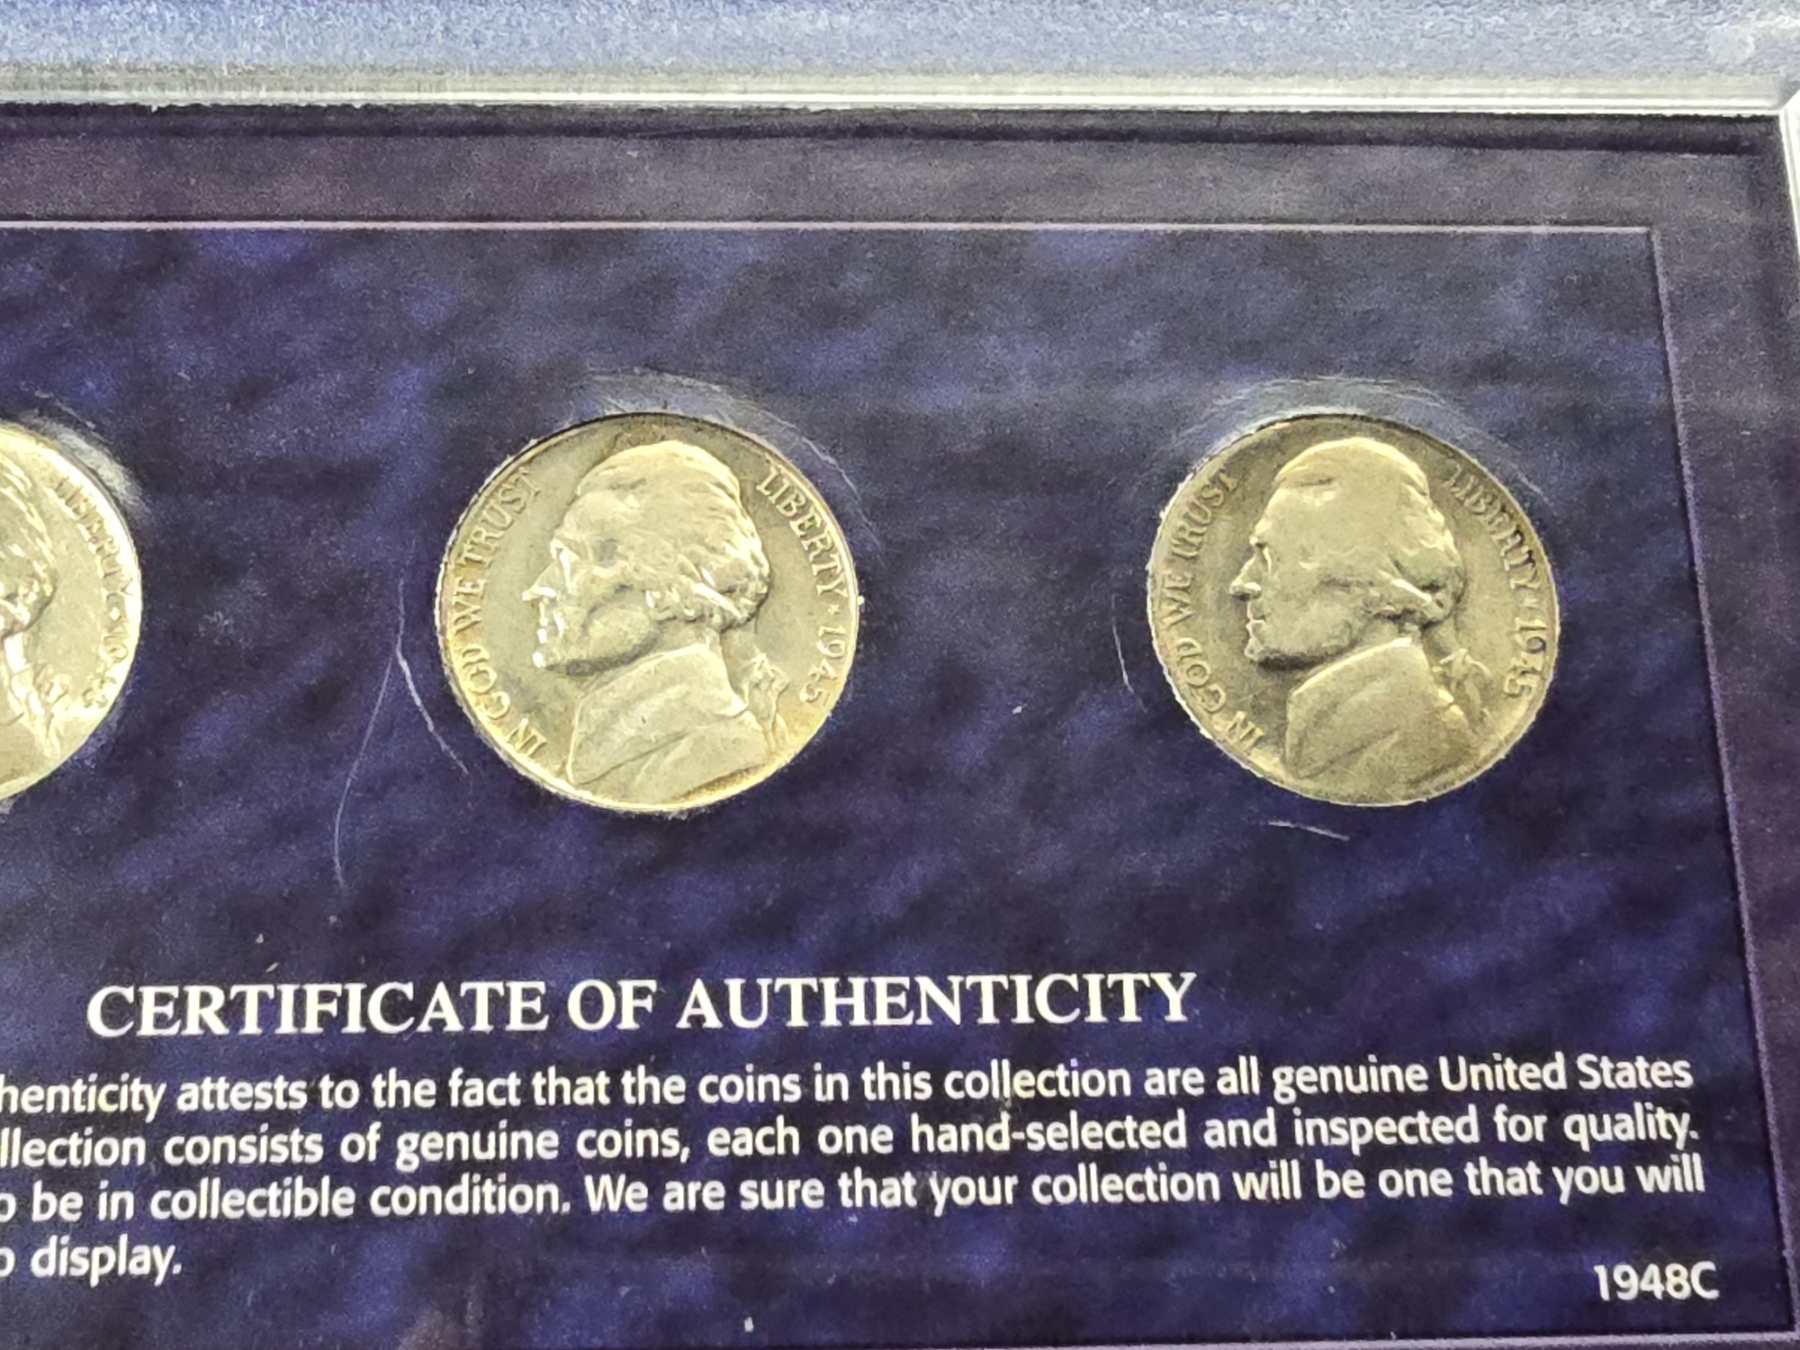 LIBERTY · 1945
IN GOD WE TRUST LIBERTY · 1945
IN GOD WE TRUST LIBERTY · 1945
CERTIFICATE OF AUTHENTICITY
henticity attests to the fact that the coins in this collection are all genuine United States
llection consists of genuine coins, each one hand-selected and inspected for quality.
o be in collectible condition. We are sure that your collection will be one that you will
o display.
1948C